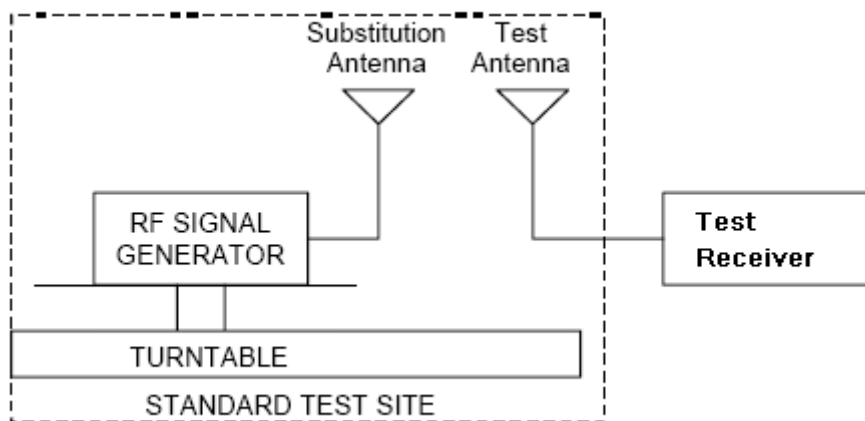 Substitution
Antenna
Test
Antenna
RF SIGNAL
GENERATOR
Test
Receiver
TURNTABLE
STANDARD TEST SITE